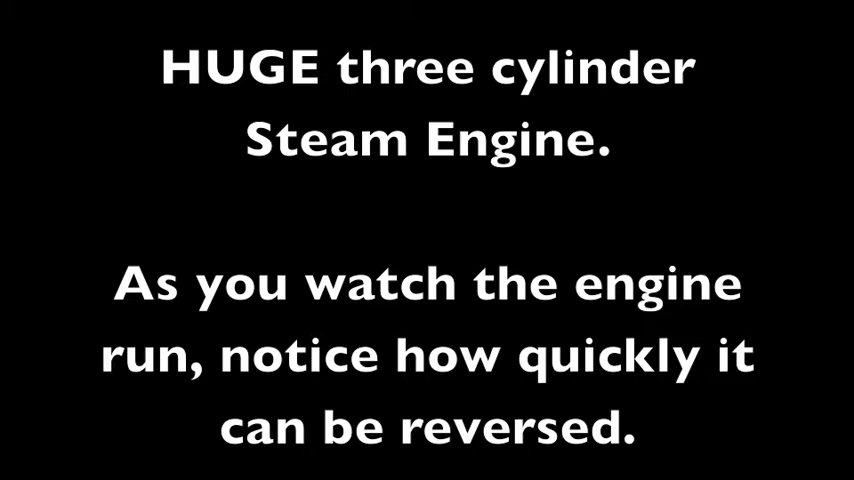 HUGE three cylinder
Steam Engine.
As you watch the engine
run, notice how quickly it
can be reversed.